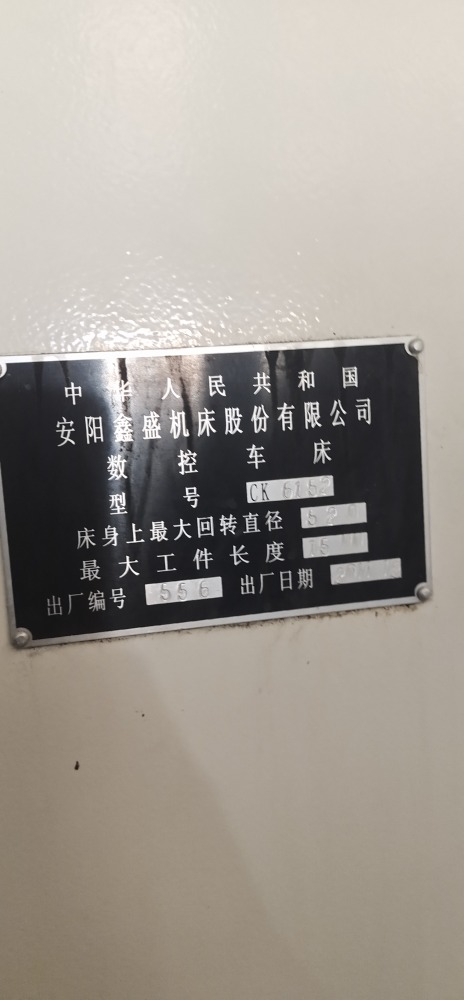 中华人民共和国
安阳鑫盛机床股份有限公司
数控车床
型号 CK 6152
床身上最大回转直径 520
最大工件长度
出厂编号 556 出厂日期